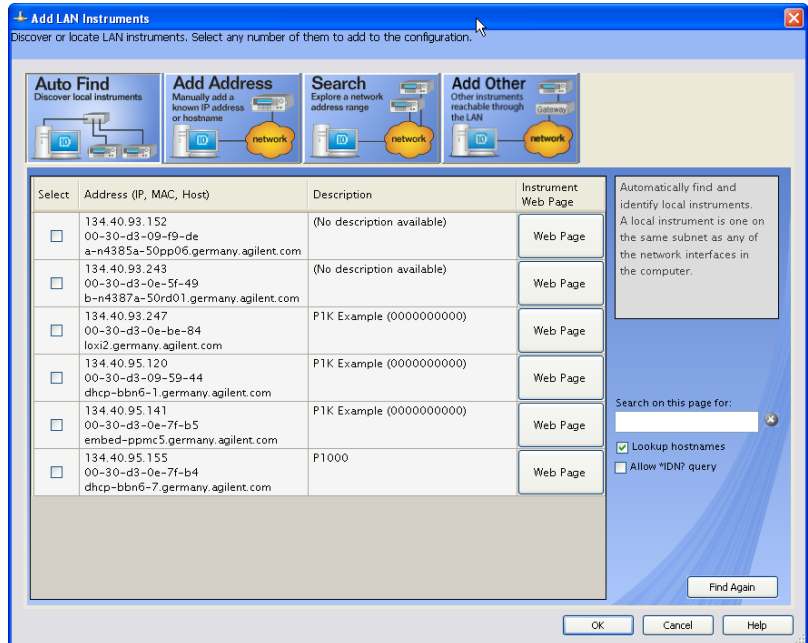 Add LAN Instruments
Discover or locate LAN instruments. Select any number of them to add to the configuration.
Auto Find
Discover local instruments
IO
Add Address
Manually add a
known IP address
or hostname
IO
network
Search
Explore a network
address range
IO
network
Add Other
Other instruments
reachable through
the LAN
Gateway
IO
network
Select Address (IP, MAC, Host) Description Instrument
Web Page
134.40.93.152 (No description available)
00-30-d3-09-f9-de Web Page
a-n4385a-50pp06.germany.agilent.com
134.40.93.243 (No description available)
00-30-d3-0e-5f-49 Web Page
b-n4387a-50rd01.germany.agilent.com
134.40.93.247 P1K Example (0000000000)
00-30-d3-0e-be-84 Web Page
loxi2.germany.agilent.com
134.40.95.120 P1K Example (0000000000)
00-30-d3-09-59-44 Web Page
dhcp-bbn6-1.germany.agilent.com
134.40.95.141 P1K Example (0000000000)
00-30-d3-0e-7f-b5 Web Page
embed-ppmc5.germany.agilent.com
134.40.95.155 P1000
00-30-d3-0e-7f-b4 Web Page
dhcp-bbn6-7.germany.agilent.com
Automatically find and
identify local instruments.
A local instrument is one on
the same subnet as any of
the network interfaces in
the computer.
Search on this page for:
Lookup hostnames
Allow *IDN? query
Find Again
OK Cancel Help